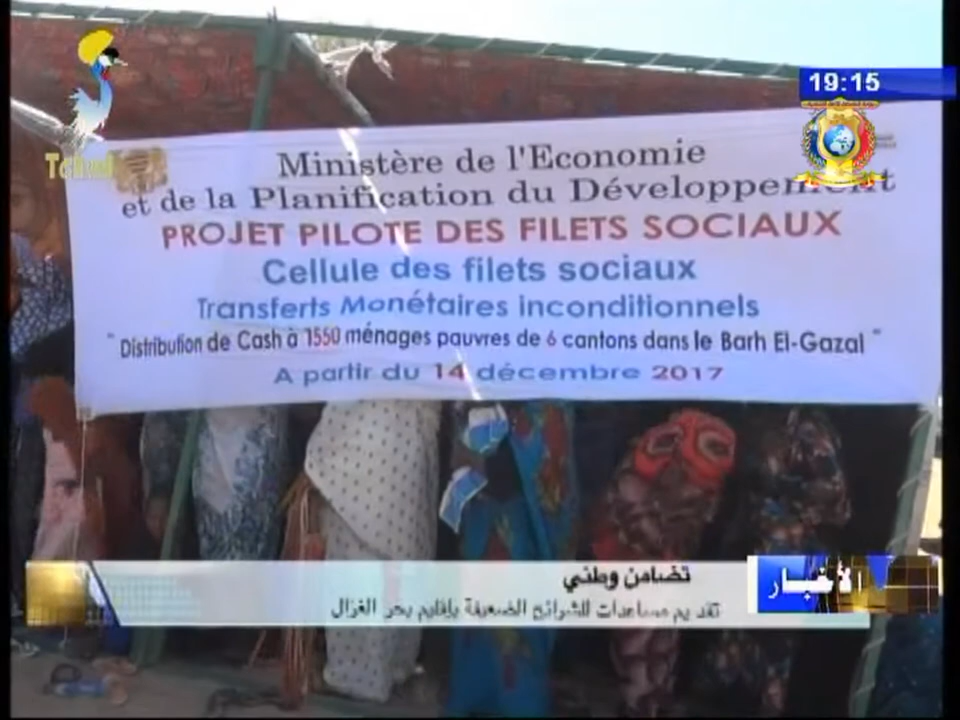 19:15
Tchad
Ministère de l'Economie
et de la Planification du Développement
PROJET PILOTE DES FILETS SOCIAUX
Cellule des filets sociaux
Transferts Monétaires inconditionnels
" Distribution de Cash à 1550 ménages pauvres de 6 cantons dans le Barh El-Gazal "
A partir du 14 décembre 2017
تضامن وطني
الأخبار
تقديم مساعدات للشرائح الضعيفة بإقليم بحر الغزال